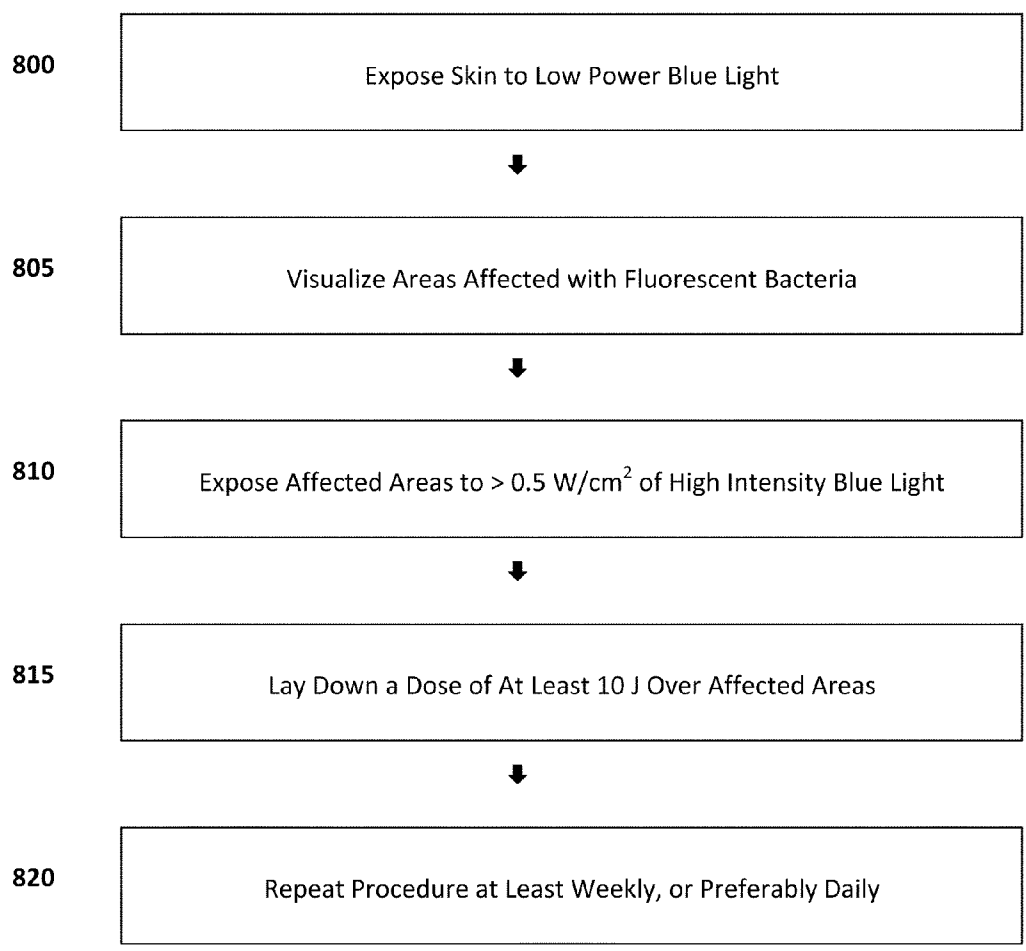 800
Expose Skin to Low Power Blue Light
805
Visualize Areas Affected with Fluorescent Bacteria
810
Expose Affected Areas to > 0.5 W/cm² of High Intensity Blue Light
815
Lay Down a Dose of At Least 10 J Over Affected Areas
820
Repeat Procedure at Least Weekly, or Preferably Daily